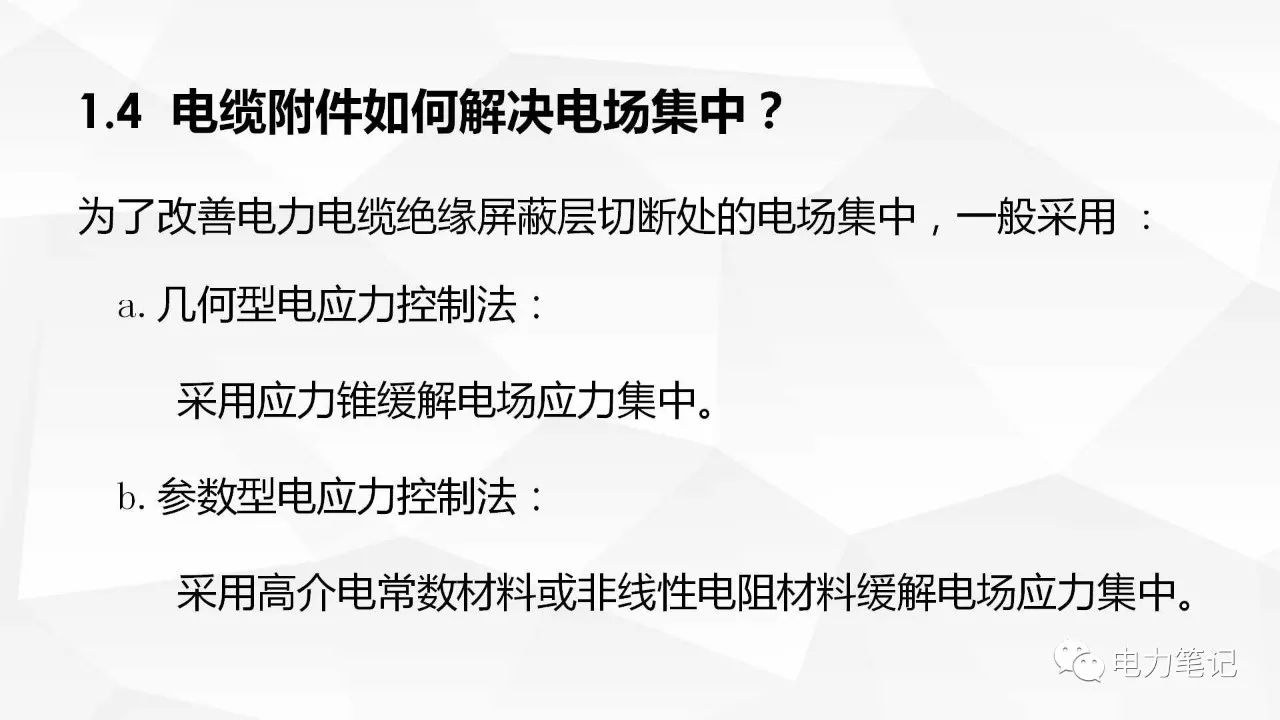 1.4 电缆附件如何解决电场集中？
为了改善电力电缆绝缘屏蔽层切断处的电场集中，一般采用 ：
a. 几何型电应力控制法：
采用应力锥缓解电场应力集中。
b. 参数型电应力控制法：
采用高介电常数材料或非线性电阻材料缓解电场应力集中。
电力笔记